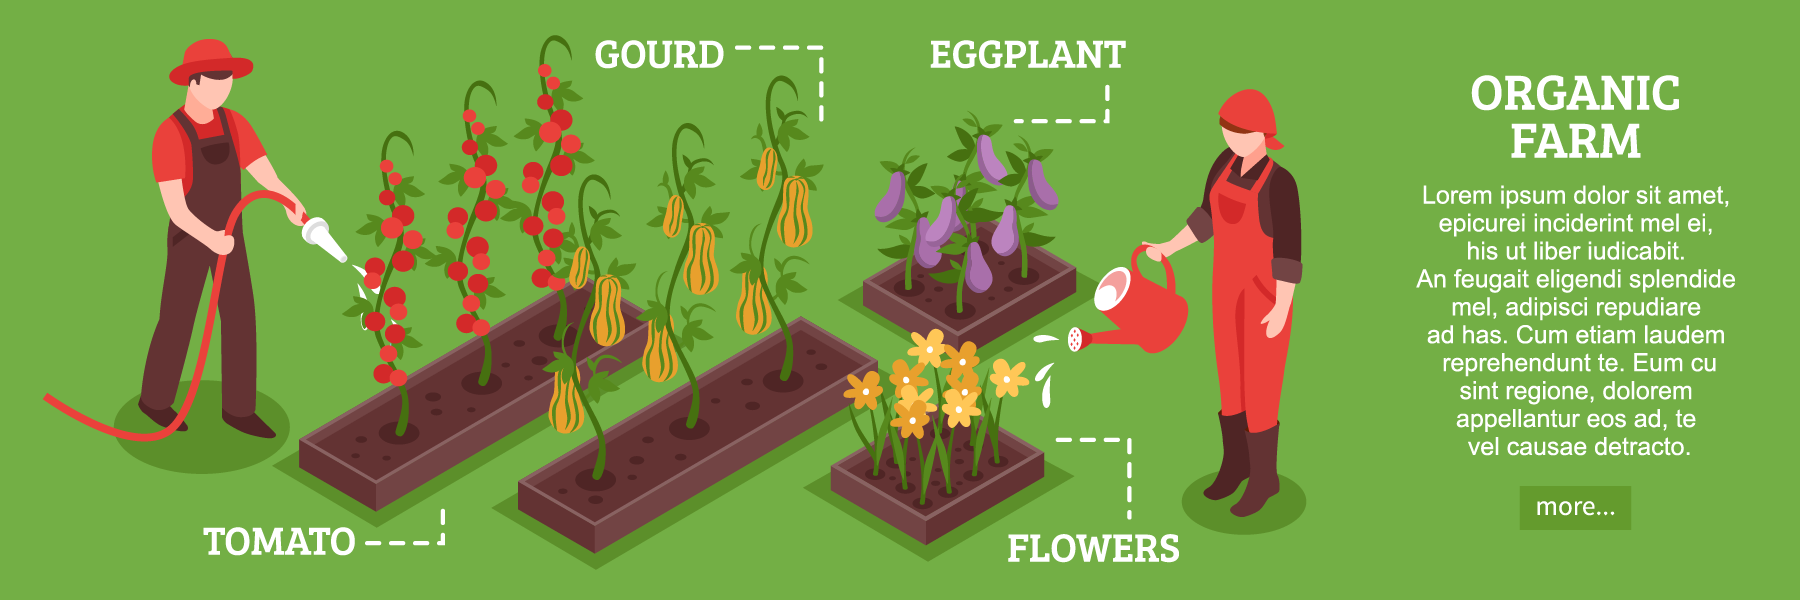 GOURD
EGGPLANT
TOMATO
FLOWERS
ORGANIC
FARM
Lorem ipsum dolor sit amet,
epicurei inciderint mel ei,
his ut liber iudicabit.
An feugait eligendi splendide
mel, adipisci repudiare
ad has. Cum etiam laudem
reprehendunt te. Eum cu
sint regione, dolorem
appellantur eos ad, te
vel causae detracto.
more...